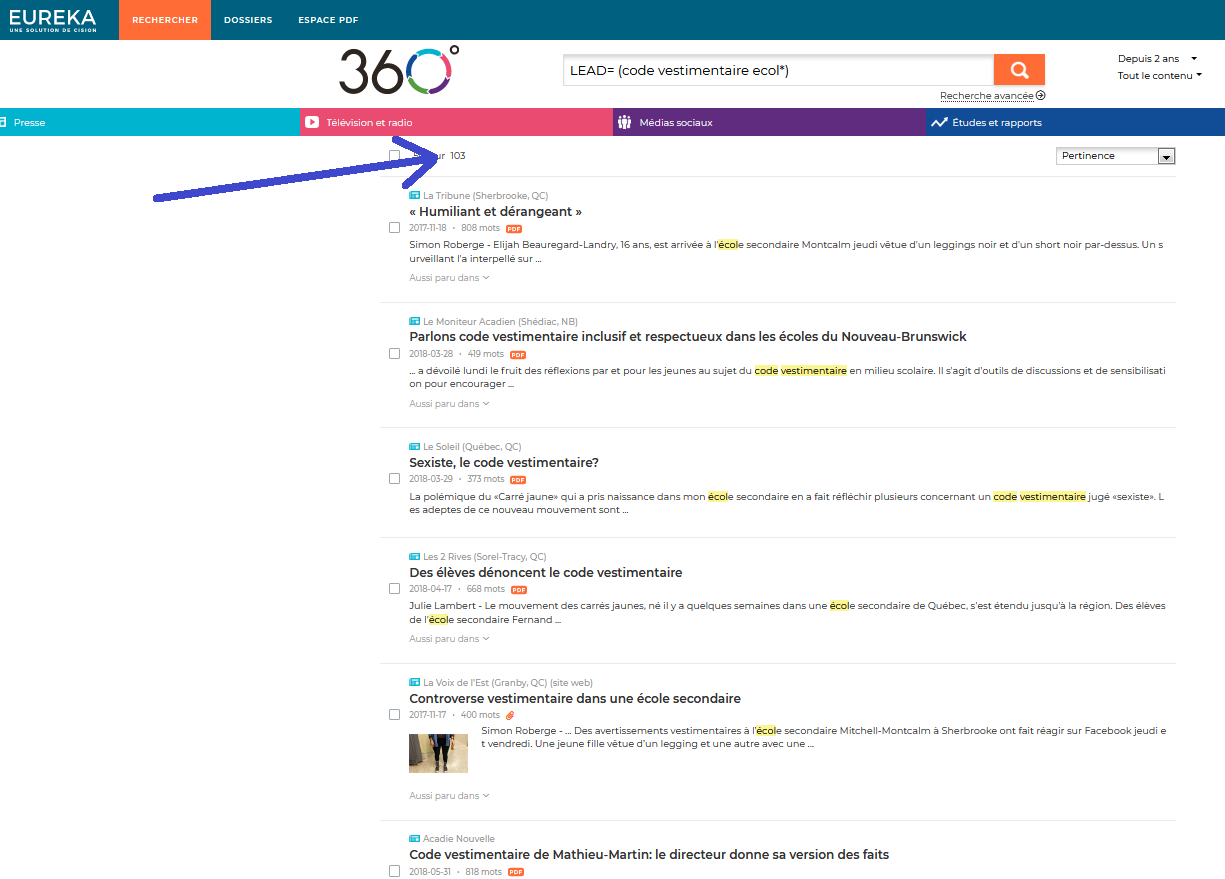 EUREKA
UNE SOLUTION DE CISION
RECHERCHER
DOSSIERS
ESPACE PDF
360°
LEAD= (code vestimentaire ecol*)
Depuis 2 ans
Tout le contenu
Recherche avancée
Presse
Télévision et radio
Médias sociaux
Études et rapports
103
Pertinence
La Tribune (Sherbrooke, QC)
« Humiliant et dérangeant »
2017-11-18 • 808 mots PDF
Simon Roberge - Elijah Beauregard-Landry, 16 ans, est arrivée à l'école secondaire Montcalm jeudi vêtue d'un leggings noir et d'un short noir par-dessus. Un s
urveillant l'a interpellé sur ...
Aussi paru dans
Le Moniteur Acadien (Shédiac, NB)
Parlons code vestimentaire inclusif et respectueux dans les écoles du Nouveau-Brunswick
2018-03-28 • 419 mots PDF
... a dévoilé lundi le fruit des réflexions par et pour les jeunes au sujet du code vestimentaire en milieu scolaire. Il s'agit d'outils de discussions et de sensibilisati
on pour encourager ...
Aussi paru dans
Le Soleil (Québec, QC)
Sexiste, le code vestimentaire?
2018-03-29 • 373 mots PDF
La polémique du «Carré jaune» qui a pris naissance dans mon école secondaire en a fait réfléchir plusieurs concernant un code vestimentaire jugé «sexiste». L
es adeptes de ce nouveau mouvement sont ...
Les 2 Rives (Sorel-Tracy, QC)
Des élèves dénoncent le code vestimentaire
2018-04-17 • 668 mots PDF
Julie Lambert - Le mouvement des carrés jaunes, né il y a quelques semaines dans une école secondaire de Québec, s'est étendu jusqu'à la région. Des élèves
de l'école secondaire Fernand ...
Aussi paru dans
La Voix de l'Est (Granby, QC) (site web)
Controverse vestimentaire dans une école secondaire
2017-11-17 • 400 mots
Simon Roberge - ... Des avertissements vestimentaires à l'école secondaire Mitchell-Montcalm à Sherbrooke ont fait réagir sur Facebook jeudi e
t vendredi. Une jeune fille vêtue d'un legging et une autre avec une ...
Aussi paru dans
Acadie Nouvelle
Code vestimentaire de Mathieu-Martin: le directeur donne sa version des faits
2018-05-31 • 818 mots PDF